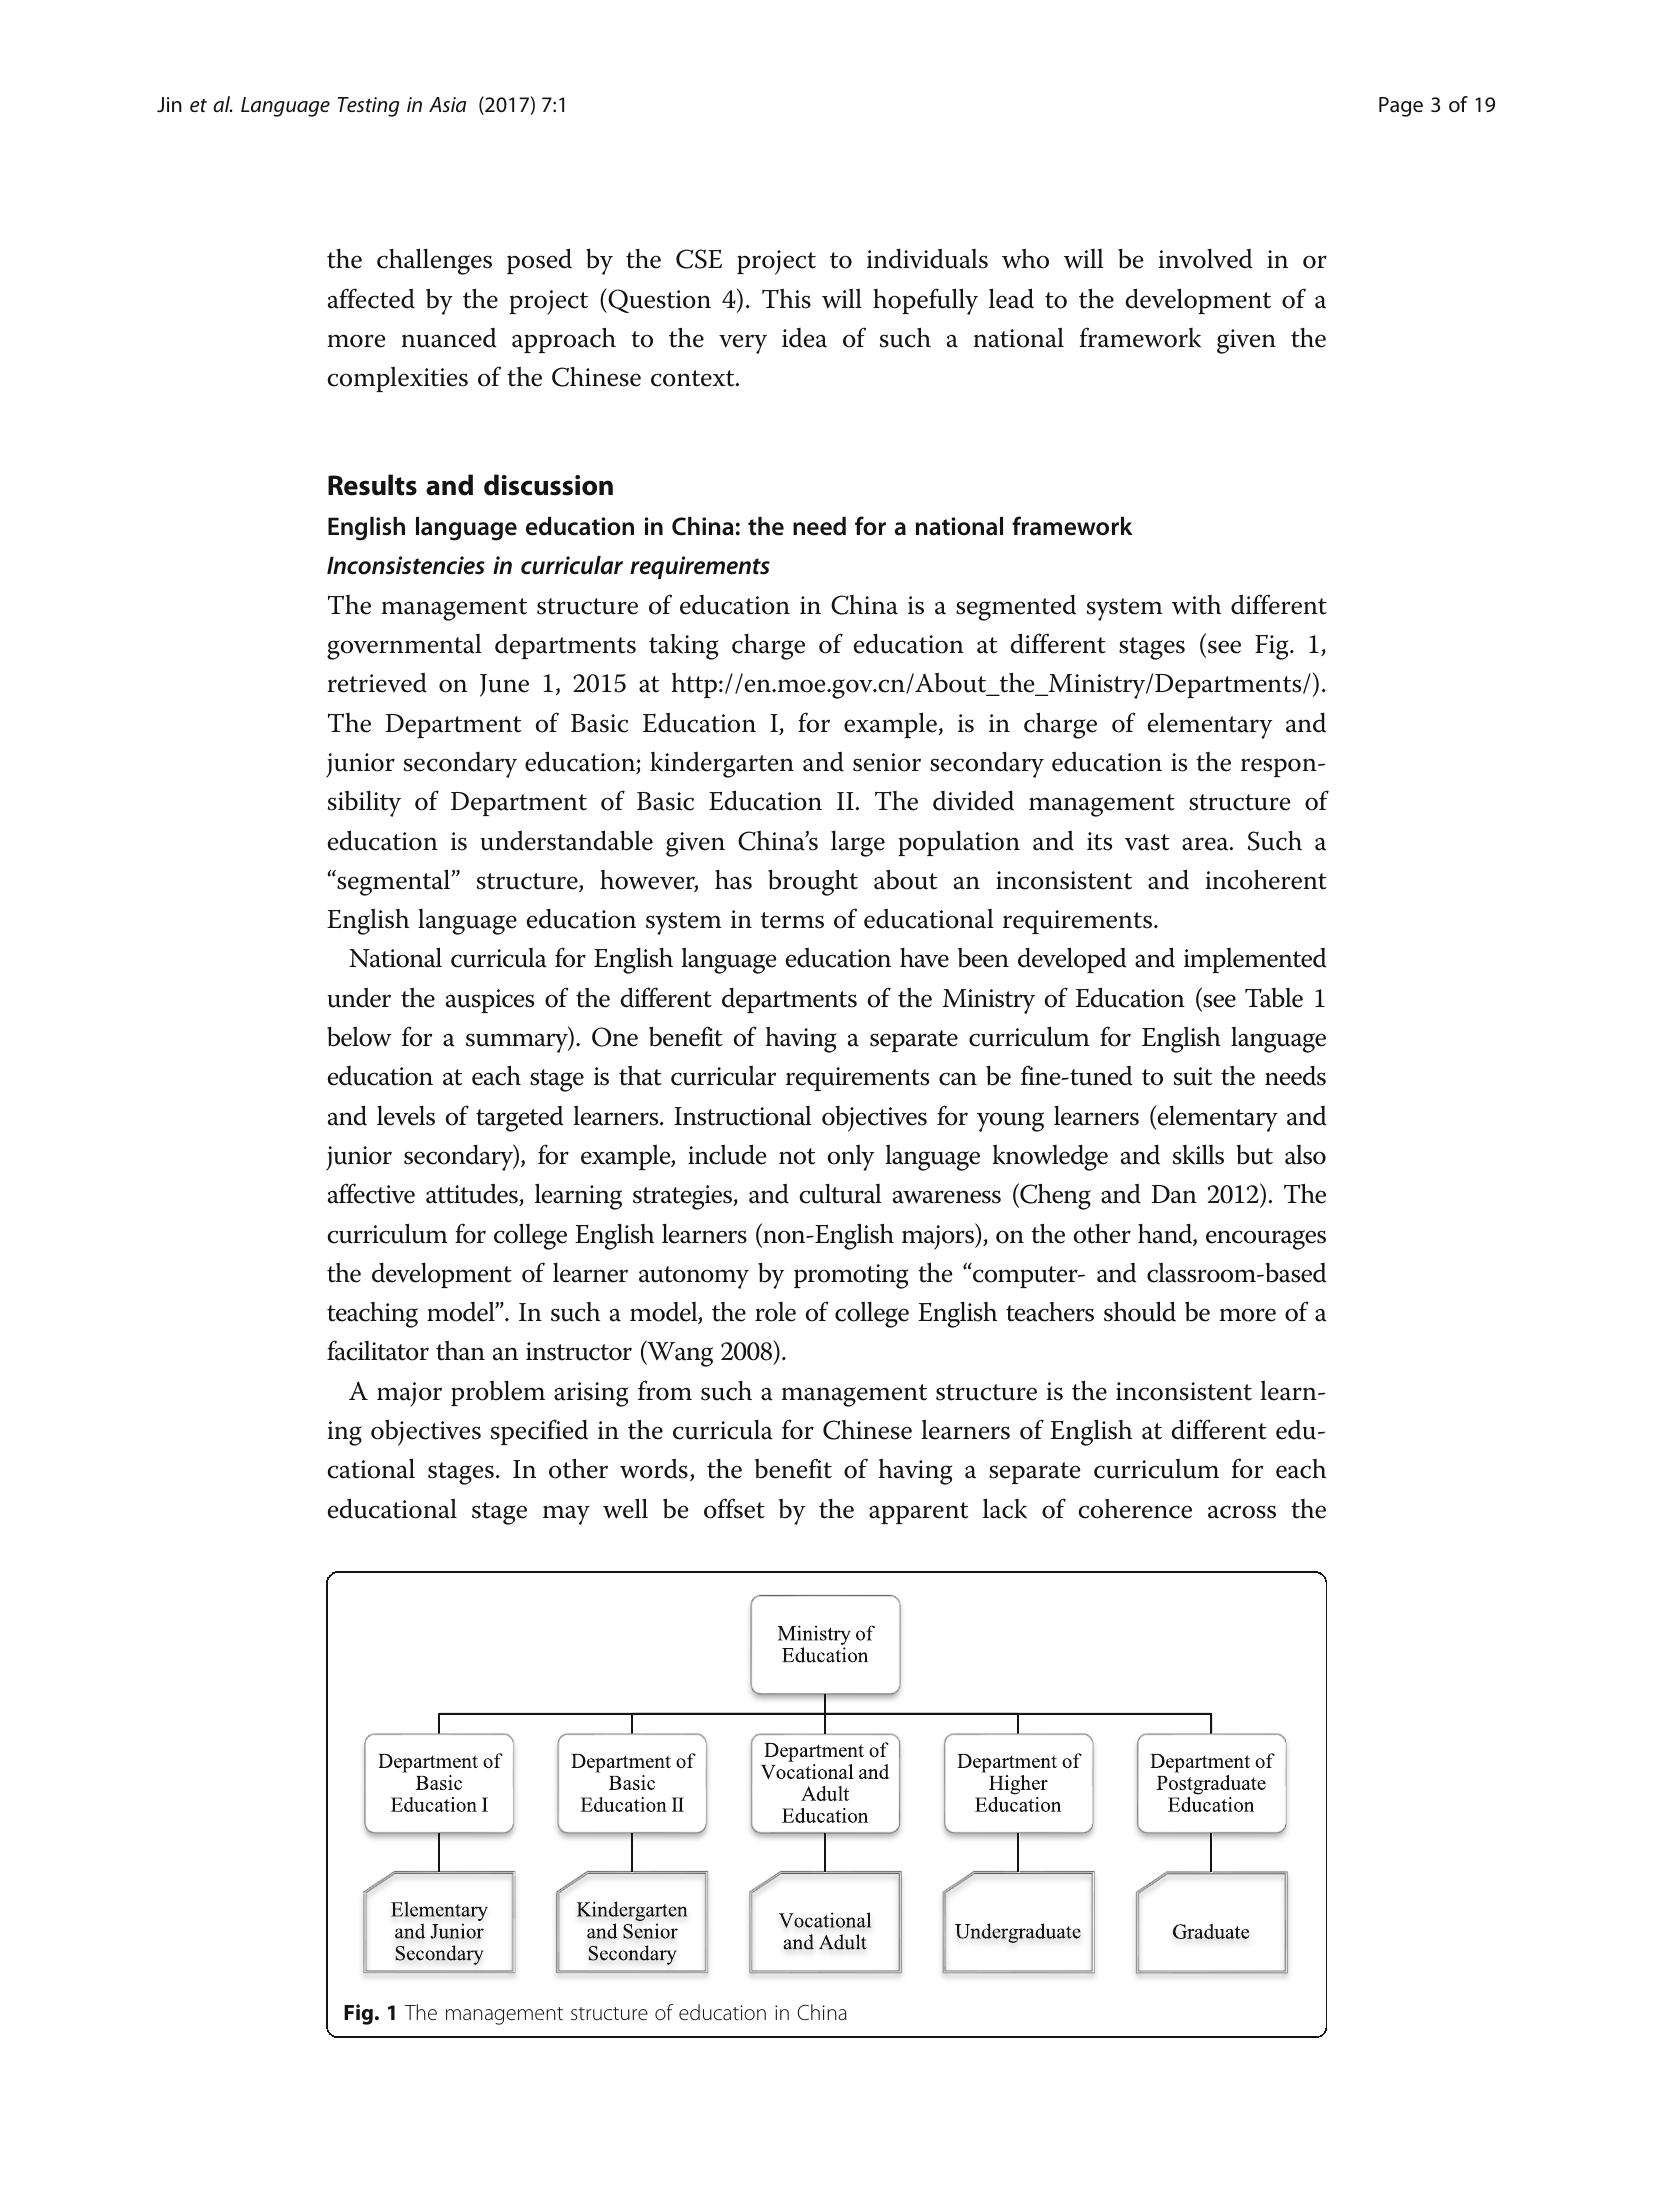 Jin et al. Language Testing in Asia (2017) 7:1
Page 3 of 19
the challenges posed by the CSE project to individuals who will be involved in or
affected by the project (Question 4). This will hopefully lead to the development of a
more nuanced approach to the very idea of such a national framework given the
complexities of the Chinese context.
Results and discussion
English language education in China: the need for a national framework
Inconsistencies in curricular requirements
The management structure of education in China is a segmented system with different
governmental departments taking charge of education at different stages (see Fig. 1,
retrieved on June 1, 2015 at http://en.moe.gov.cn/About_the_Ministry/Departments/).
The Department of Basic Education I, for example, is in charge of elementary and
junior secondary education; kindergarten and senior secondary education is the respon-
sibility of Department of Basic Education II. The divided management structure of
education is understandable given China's large population and its vast area. Such a
“segmental” structure, however, has brought about an inconsistent and incoherent
English language education system in terms of educational requirements.
National curricula for English language education have been developed and implemented
under the auspices of the different departments of the Ministry of Education (see Table 1
below for a summary). One benefit of having a separate curriculum for English language
education at each stage is that curricular requirements can be fine-tuned to suit the needs
and levels of targeted learners. Instructional objectives for young learners (elementary and
junior secondary), for example, include not only language knowledge and skills but also
affective attitudes, learning strategies, and cultural awareness (Cheng and Dan 2012). The
curriculum for college English learners (non-English majors), on the other hand, encourages
the development of learner autonomy by promoting the “computer- and classroom-based
teaching model”. In such a model, the role of college English teachers should be more of a
facilitator than an instructor (Wang 2008).
A major problem arising from such a management structure is the inconsistent learn-
ing objectives specified in the curricula for Chinese learners of English at different edu-
cational stages. In other words, the benefit of having a separate curriculum for each
educational stage may well be offset by the apparent lack of coherence across the
Ministry of
Education
Department of
Basic
Education I
Department of
Basic
Education II
Department of
Vocational and
Adult
Education
Department of
Higher
Education
Department of
Postgraduate
Education
Elementary
and Junior
Secondary
Kindergarten
and Senior
Secondary
Vocational
and Adult
Undergraduate
Graduate
Fig. 1 The management structure of education in China